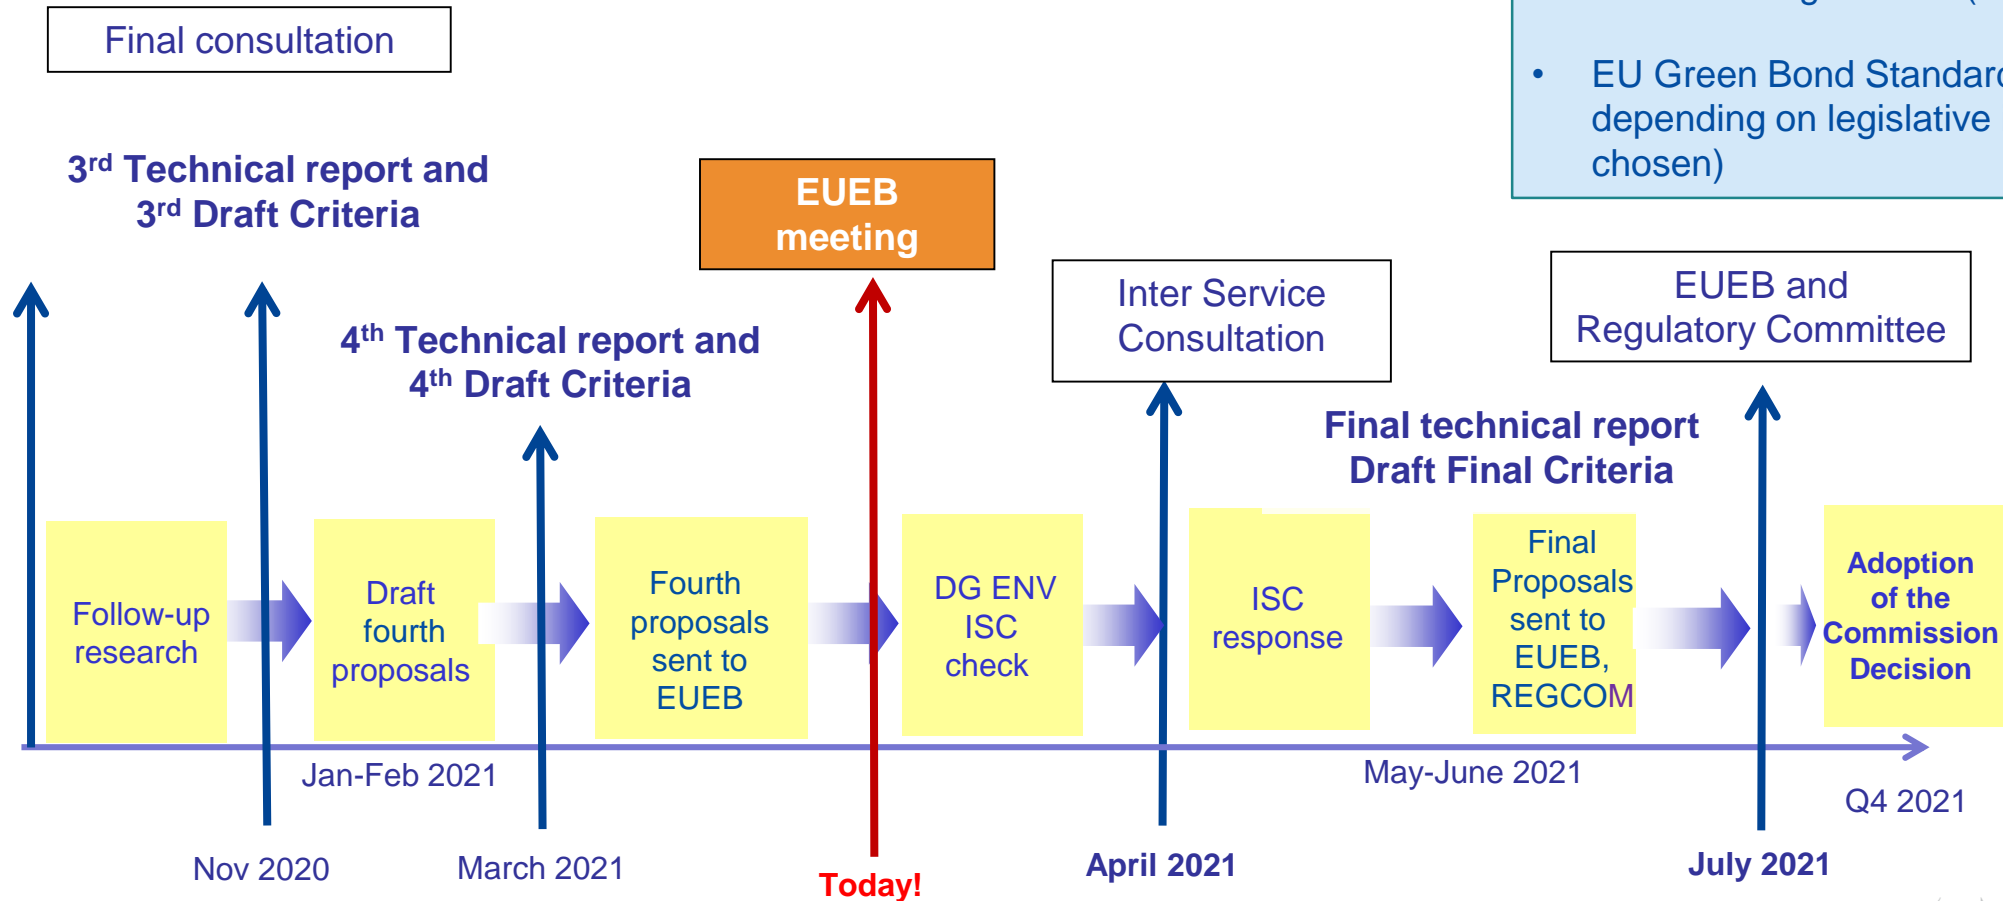 Final consultation
• EU Green Bond Standard
depending on legislative
chosen)
3rd Technical report and
3rd Draft Criteria
EUEB
meeting
Inter Service
Consultation
EUEB and
Regulatory Committee
4th Technical report and
4th Draft Criteria
Final technical report
Draft Final Criteria
Follow-up
research
Draft
fourth
proposals
Fourth
proposals
sent to
EUEB
DG ENV
ISC
check
ISC
response
Final
Proposals
sent to
EUEB,
REGCOM
Adoption
of the
Commission
Decision
Jan-Feb 2021
May-June 2021
Q4 2021
Nov 2020
March 2021
Today!
April 2021
July 2021